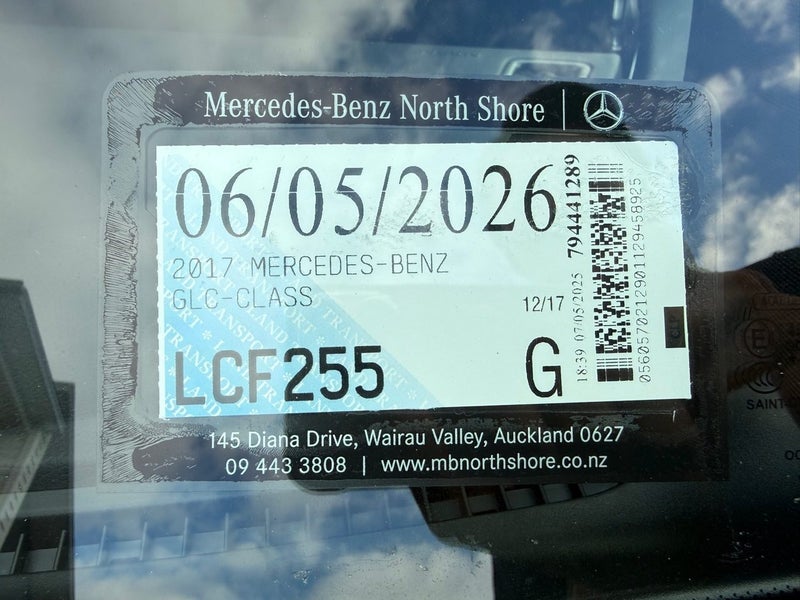 Mercedes-Benz North Shore
06/05/2026
2017 MERCEDES-BENZ
GLC-CLASS
12/17
LCF255
G
18:39 07/05/2025 794441289
0560570212901129458925
145 Diana Drive, Wairau Valley, Auckland 0627
09 443 3808 | www.mbnorthshore.co.nz